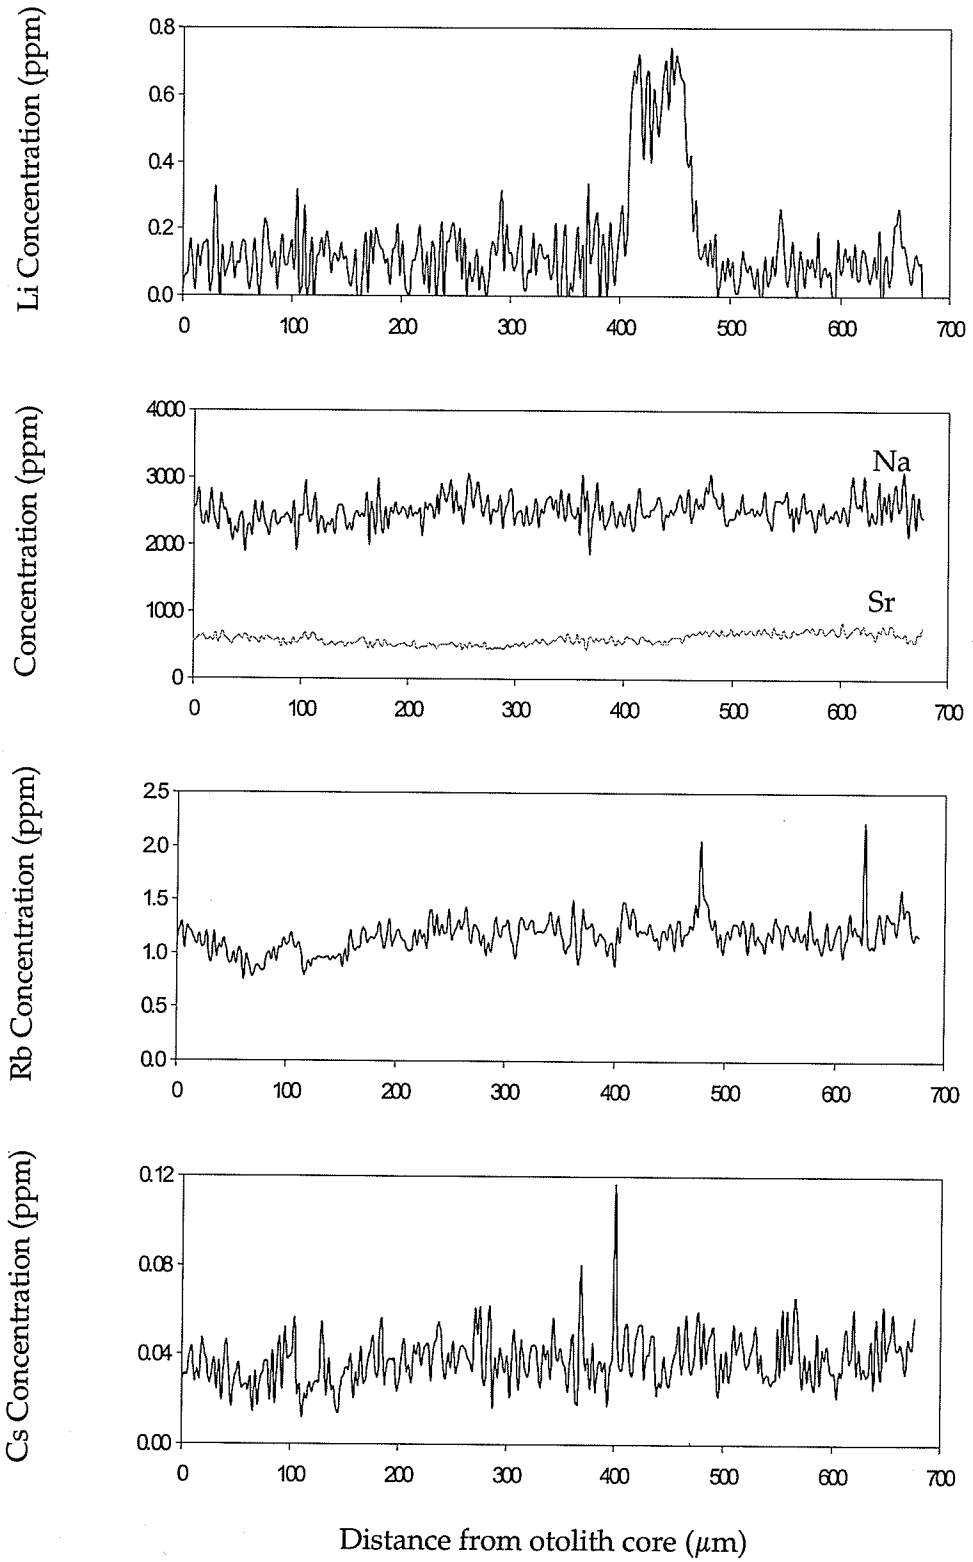 Li Concentration (ppm)
0.8
0.6
0.4
0.2
0.0
0 100 200 300 400 500 600 700
Concentration (ppm)
4000
3000
2000
1000
0
Na
Sr
0 100 200 300 400 500 600 700
Rb Concentration (ppm)
2.5
2.0
1.5
1.0
0.5
0.0
0 100 200 300 400 500 600 700
Cs Concentration (ppm)
0.12
0.08
0.04
0.00
0 100 200 300 400 500 600 700
Distance from otolith core (μm)